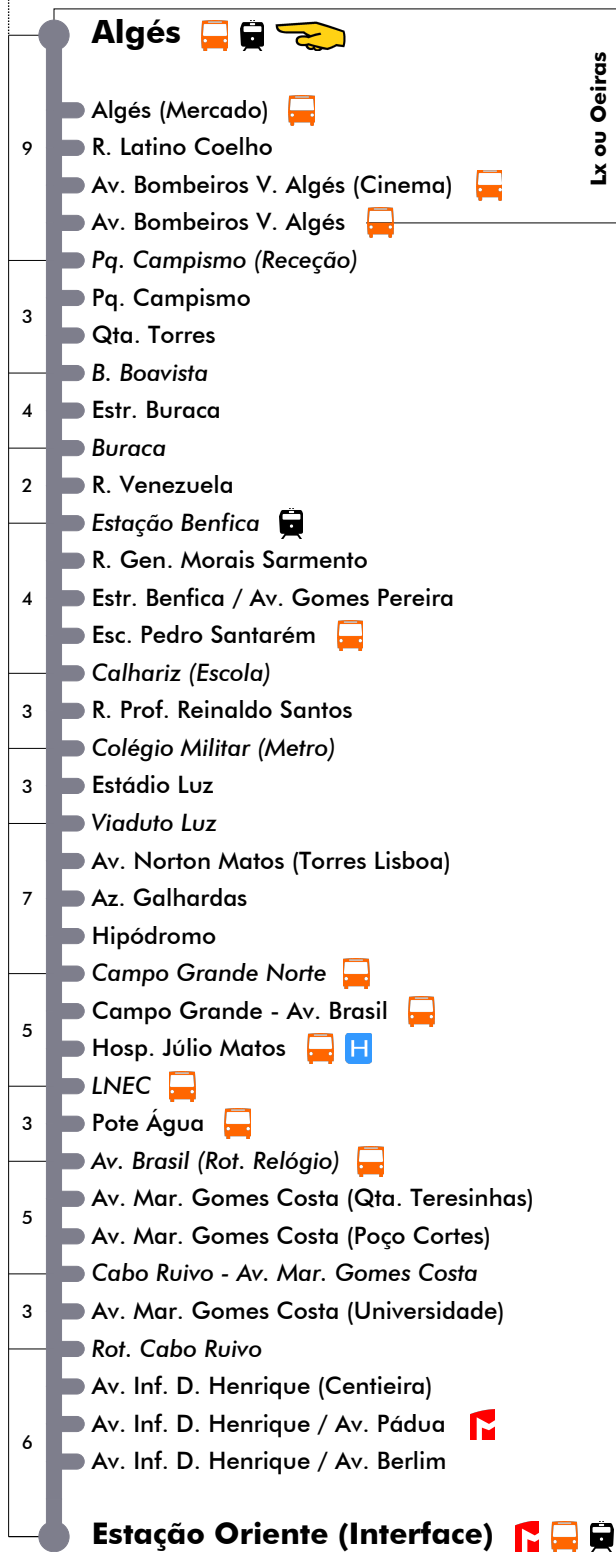 Algés
Lx ou Oeiras
Algés (Mercado)
9
R. Latino Coelho
Av. Bombeiros V. Algés (Cinema)
Av. Bombeiros V. Algés
Pq. Campismo (Receção)
Pq. Campismo
3
Qta. Torres
B. Boavista
4
Estr. Buraca
Buraca
2
R. Venezuela
Estação Benfica
R. Gen. Morais Sarmento
4
Estr. Benfica / Av. Gomes Pereira
Esc. Pedro Santarém
Calhariz (Escola)
3
R. Prof. Reinaldo Santos
Colégio Militar (Metro)
3
Estádio Luz
Viaduto Luz
Av. Norton Matos (Torres Lisboa)
7
Az. Galhardas
Hipódromo
Campo Grande Norte
Campo Grande - Av. Brasil
5
Hosp. Júlio Matos H
LNEC
3
Pote Água
Av. Brasil (Rot. Relógio)
Av. Mar. Gomes Costa (Qta. Teresinhas)
5
Av. Mar. Gomes Costa (Poço Cortes)
Cabo Ruivo - Av. Mar. Gomes Costa
3
Av. Mar. Gomes Costa (Universidade)
Rot. Cabo Ruivo
Av. Inf. D. Henrique (Centieira)
Av. Inf. D. Henrique / Av. Pádua
6
Av. Inf. D. Henrique / Av. Berlim
Estação Oriente (Interface)